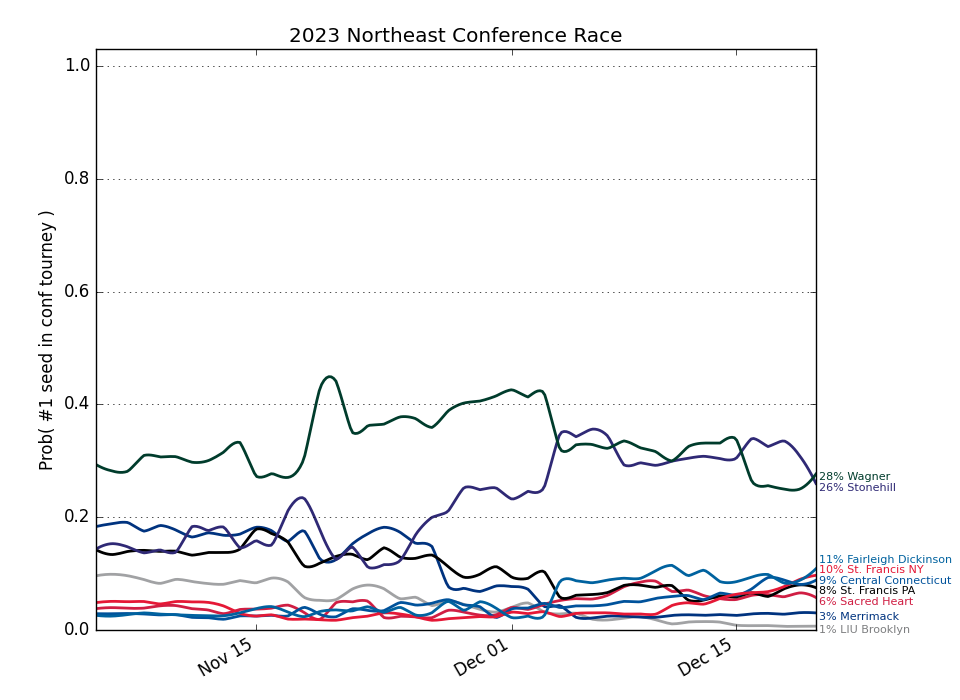 2023 Northeast Conference Race
Prob( #1 seed in conf tourney )
1.0
0.8
0.6
0.4
0.2
0.0
Nov 15
Dec 01
Dec 15
28% Wagner
26% Stonehill
11% Fairleigh Dickinson
10% St. Francis NY
9% Central Connecticut
8% St. Francis PA
6% Sacred Heart
3% Merrimack
1% LIU Brooklyn